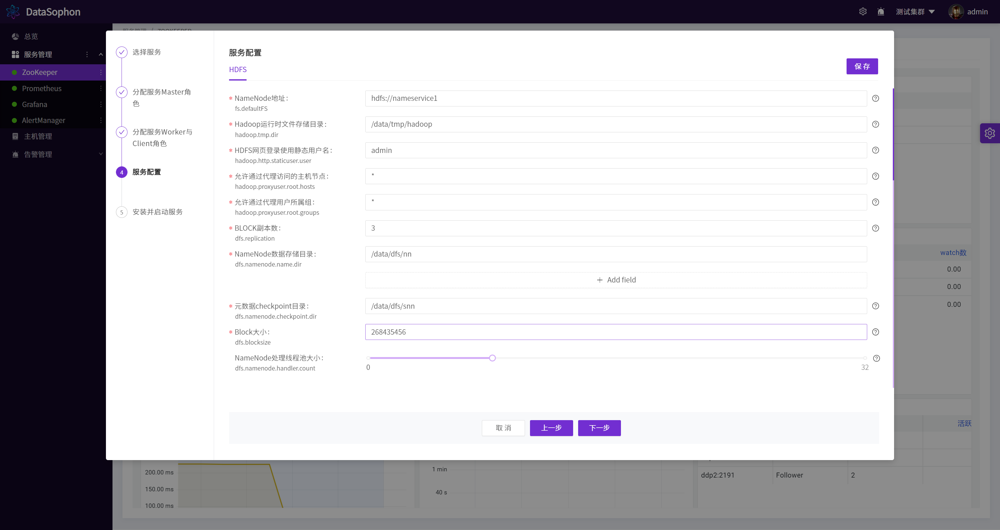 DataSophon
测试集群
admin
总览
服务管理
ZooKeeper
Prometheus
Grafana
AlertManager
主机管理
告警管理
服务管理 / ZOOKEEPER
选择服务
分配服务Master角
色
分配服务Worker与
Client角色
4
服务配置
5
安装并启动服务
服务配置
HDFS
保存
* NameNode地址: hdfs://nameservice1
fs.defaultFS
* Hadoop运行时文件存储目录: /data/tmp/hadoop
hadoop.tmp.dir
* HDFS网页登录使用静态用户名: admin
hadoop.http.staticuser.user
* 允许通过代理访问的主机节点: *
hadoop.proxyuser.root.hosts
* 允许通过代理用户所属组: *
hadoop.proxyuser.root.groups
* BLOCK副本数: 3
dfs.replication
* NameNode数据存储目录: /data/dfs/nn
dfs.namenode.name.dir
+ Add field
* 元数据checkpoint目录: /data/dfs/snn
dfs.namenode.checkpoint.dir
* Block大小: 268435456
dfs.blocksize
NameNode处理线程池大小:
dfs.namenode.handler.count
0 32
取消 上一步 下一步
watch数
0.00
0.00
0.00
活跃
200.00 ms
150.00 ms
100.00 ms
1 min
40 s
ddp2:2191 Follower 2